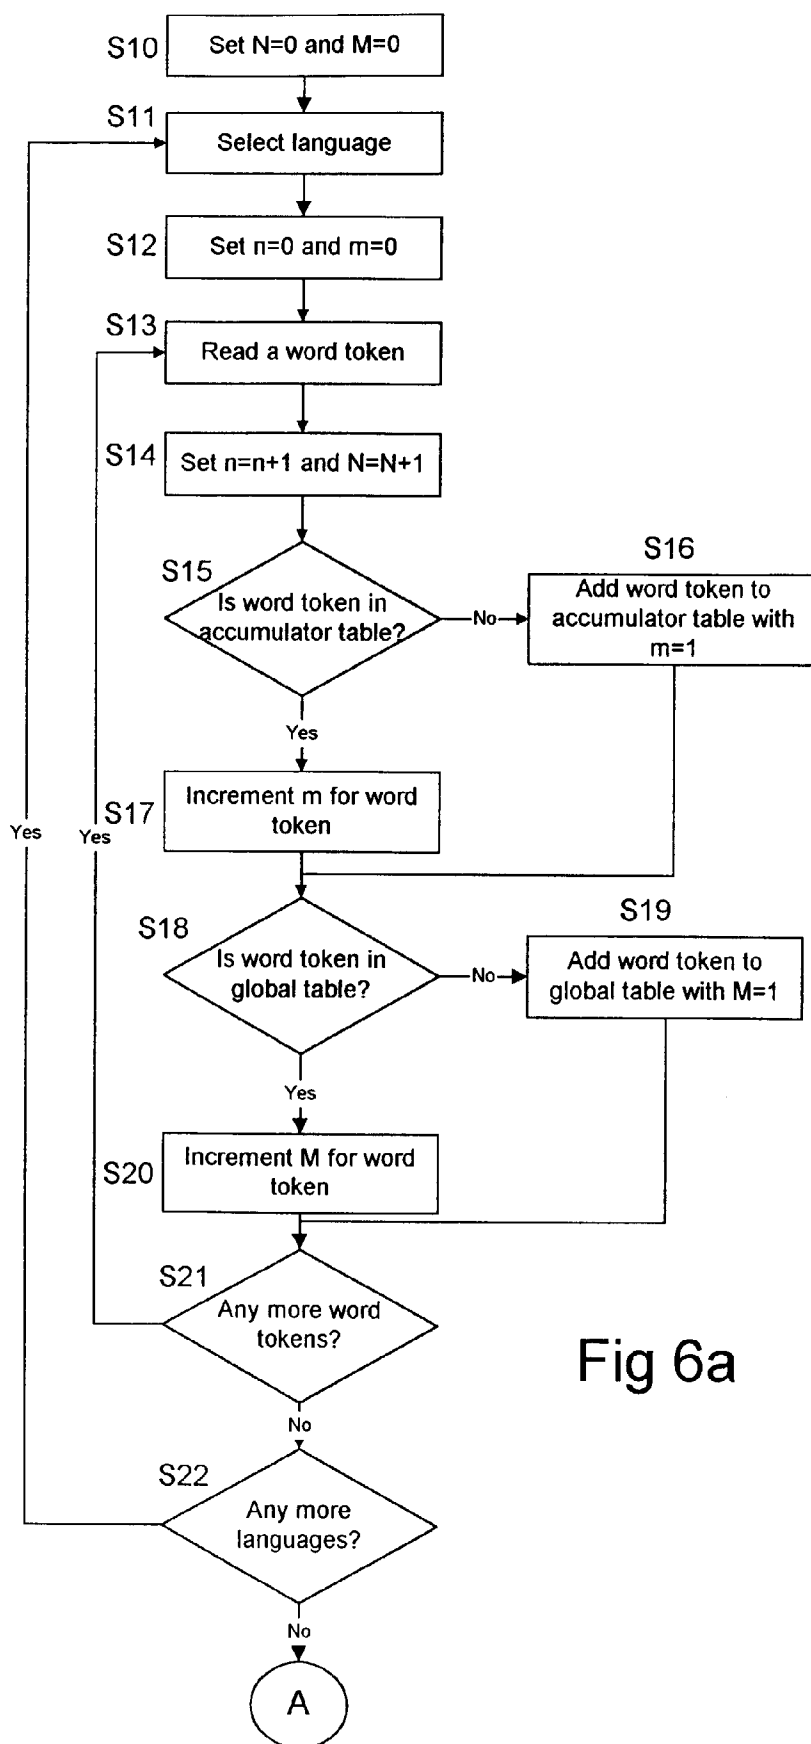 S10
Set N=0 and M=0
S11
Select language
S12
Set n=0 and m=0
S13
Read a word token
S14
Set n=n+1 and N=N+1
S15
Is word token in
accumulator table?
No
S16
Add word token to
accumulator table with
m=1
Yes
S17
Increment m for word
token
Yes
Yes
S18
Is word token in
global table?
No
S19
Add word token to
global table with M=1
Yes
S20
Increment M for word
token
S21
Any more word
tokens?
Fig 6a
No
S22
Any more
languages?
No
A